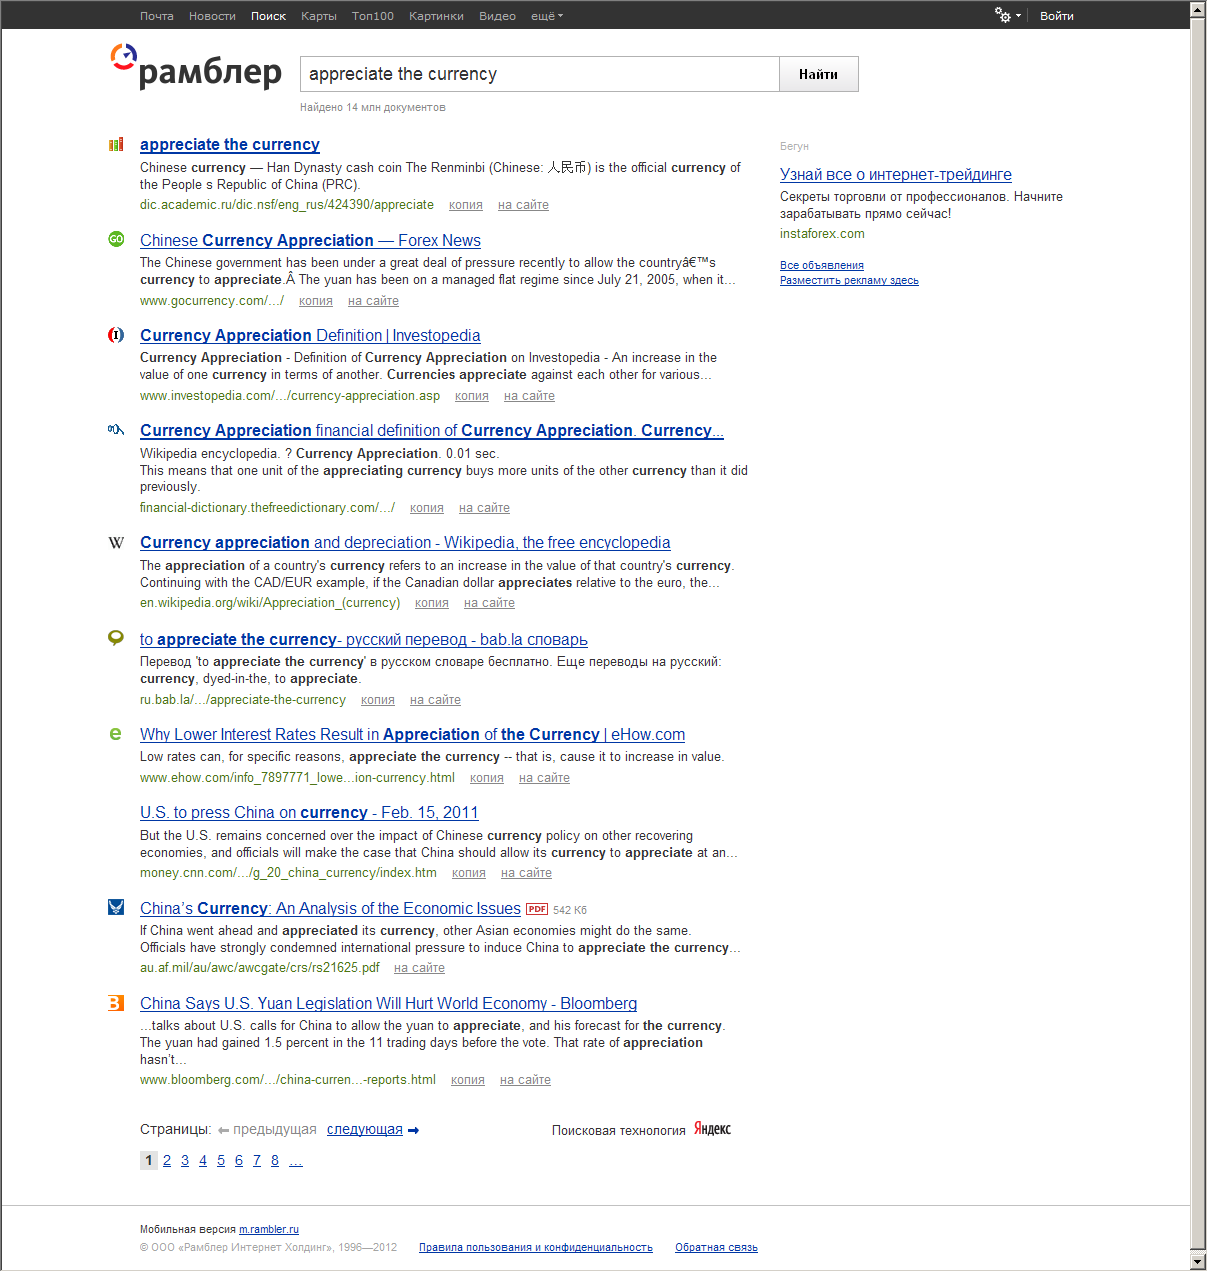 Почта Новости Поиск Карты Топ100 Картинки Видео ещё Войти
рамблер
appreciate the currency Найти
Найдено 14 млн документов
appreciate the currency
Chinese currency — Han Dynasty cash coin The Renminbi (Chinese: 人民币) is the official currency of
the People s Republic of China (PRC).
dic.academic.ru/dic.nsf/eng_rus/424390/appreciate копия на сайте
GO
Chinese Currency Appreciation — Forex News
The Chinese government has been under a great deal of pressure recently to allow the countryâ€™s
currency to appreciate.Â The yuan has been on a managed flat regime since July 21, 2005, when it...
www.gocurrency.com/.../ копия на сайте
Currency Appreciation Definition | Investopedia
Currency Appreciation - Definition of Currency Appreciation on Investopedia - An increase in the
value of one currency in terms of another. Currencies appreciate against each other for various...
www.investopedia.com/.../currency-appreciation.asp копия на сайте
Currency Appreciation financial definition of Currency Appreciation. Currency...
Wikipedia encyclopedia. ? Currency Appreciation. 0.01 sec.
This means that one unit of the appreciating currency buys more units of the other currency than it did
previously.
financial-dictionary.thefreedictionary.com/.../ копия на сайте
W
Currency appreciation and depreciation - Wikipedia, the free encyclopedia
The appreciation of a country's currency refers to an increase in the value of that country's currency.
Continuing with the CAD/EUR example, if the Canadian dollar appreciates relative to the euro, the...
en.wikipedia.org/wiki/Appreciation_(currency) копия на сайте
to appreciate the currency- русский перевод - bab.la словарь
Перевод 'to appreciate the currency' в русском словаре бесплатно. Еще переводы на русский:
currency, dyed-in-the, to appreciate.
ru.bab.la/.../appreciate-the-currency копия на сайте
e
Why Lower Interest Rates Result in Appreciation of the Currency | eHow.com
Low rates can, for specific reasons, appreciate the currency -- that is, cause it to increase in value.
www.ehow.com/info_7897771_lowe...ion-currency.html копия на сайте
U.S. to press China on currency - Feb. 15, 2011
But the U.S. remains concerned over the impact of Chinese currency policy on other recovering
economies, and officials will make the case that China should allow its currency to appreciate at an...
money.cnn.com/.../g_20_china_currency/index.htm копия на сайте
China’s Currency: An Analysis of the Economic Issues PDF 542 Кб
If China went ahead and appreciated its currency, other Asian economies might do the same.
Officials have strongly condemned international pressure to induce China to appreciate the currency...
au.af.mil/au/awc/awcgate/crs/rs21625.pdf на сайте
B
China Says U.S. Yuan Legislation Will Hurt World Economy - Bloomberg
...talks about U.S. calls for China to allow the yuan to appreciate, and his forecast for the currency.
The yuan had gained 1.5 percent in the 11 trading days before the vote. That rate of appreciation
hasn’t...
www.bloomberg.com/.../china-curren...-reports.html копия на сайте
Бегун
Узнай все о интернет-трейдинге
Секреты торговли от профессионалов. Начните
зарабатывать прямо сейчас!
instaforex.com
Все объявления
Разместить рекламу здесь
Страницы: предыдущая следующая Поисковая технология Яндекс
1 2 3 4 5 6 7 8 ...
Мобильная версия m.rambler.ru
© ООО «Рамблер Интернет Холдинг», 1996—2012 Правила пользования и конфиденциальность Обратная связь